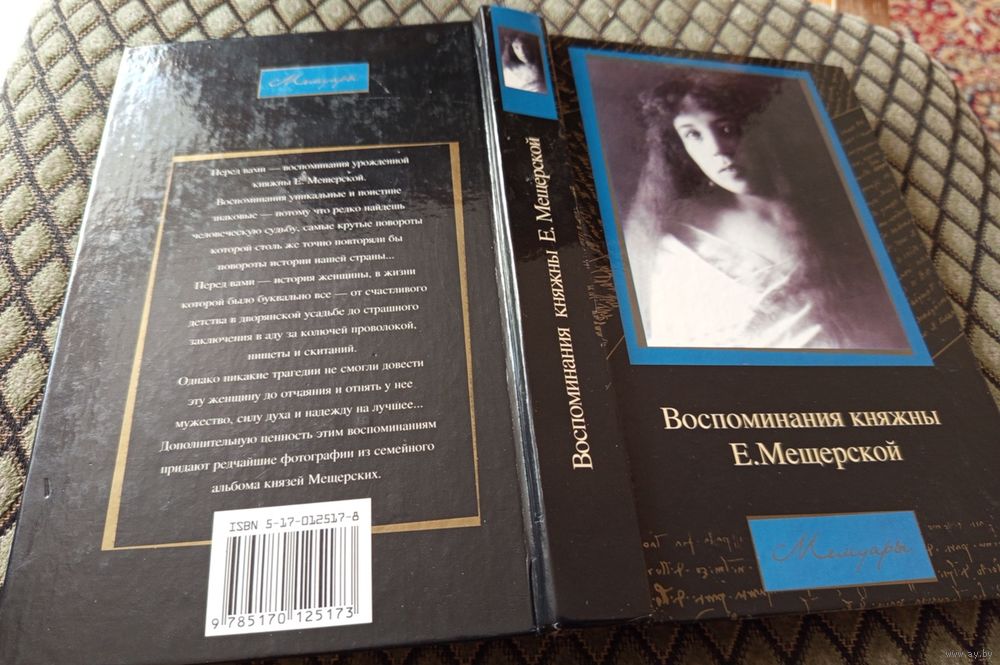 Мемуары
Перед вами — воспоминания урожденной
княжны Е. Мещерской.
Воспоминания уникальные и поистине
знаковые — потому что редко найдешь
человеческую судьбу, самые крутые повороты
которой столь же точно повторяли бы
повороты истории нашей страны...
Перед вами — история женщины, в жизни
которой было буквально все — от счастливого
детства в дворянской усадьбе до страшного
заключения в аду за колючей проволокой,
нищеты и скитаний.
Однако никакие трагедии не смогли довести
эту женщину до отчаяния и отнять у нее
мужество, силу духа и надежду на лучшее...
Дополнительную ценность этим воспоминаниям
придают редчайшие фотографии из семейного
альбома князей Мещерских.
ISBN 5-17-012517-8
9 785170 125173
Воспоминания княжны Е. Мещерской
Воспоминания княжны
Е.Мещерской
Мемуары
www.ay.by